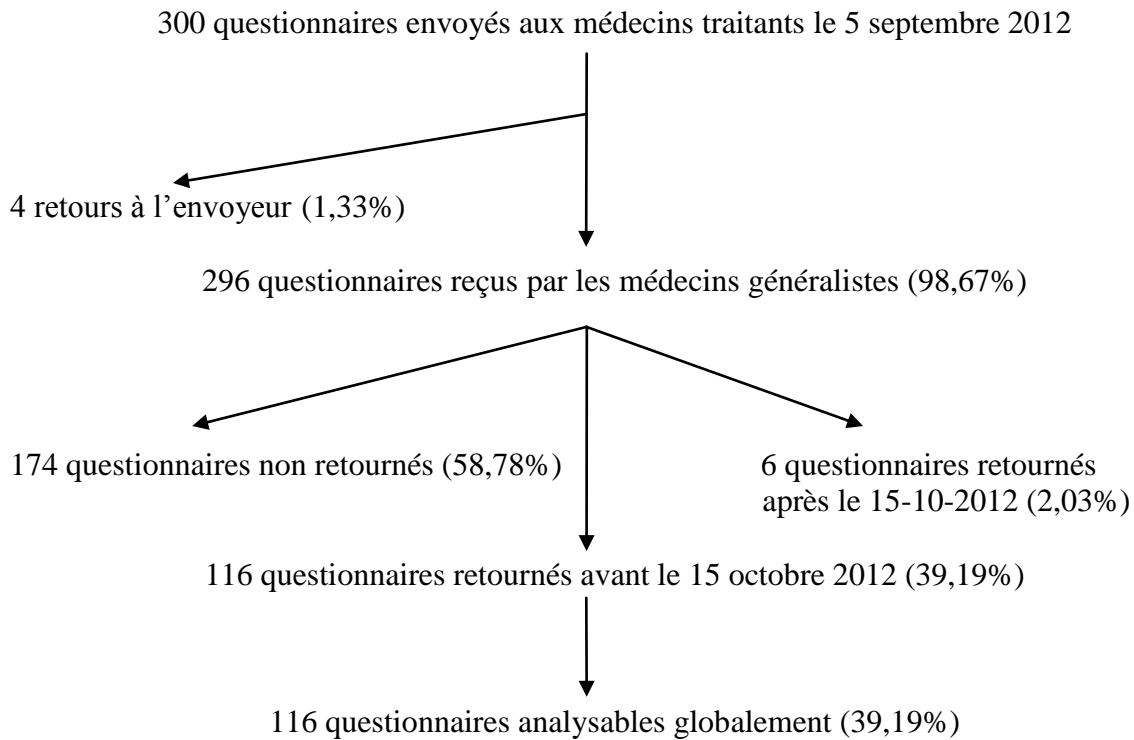 300 questionnaires envoyés aux médecins traitants le 5 septembre 2012
4 retours à l’envoyeur (1,33%)
296 questionnaires reçus par les médecins généralistes (98,67%)
174 questionnaires non retournés (58,78%)
6 questionnaires retournés
après le 15-10-2012 (2,03%)
116 questionnaires retournés avant le 15 octobre 2012 (39,19%)
116 questionnaires analysables globalement (39,19%)